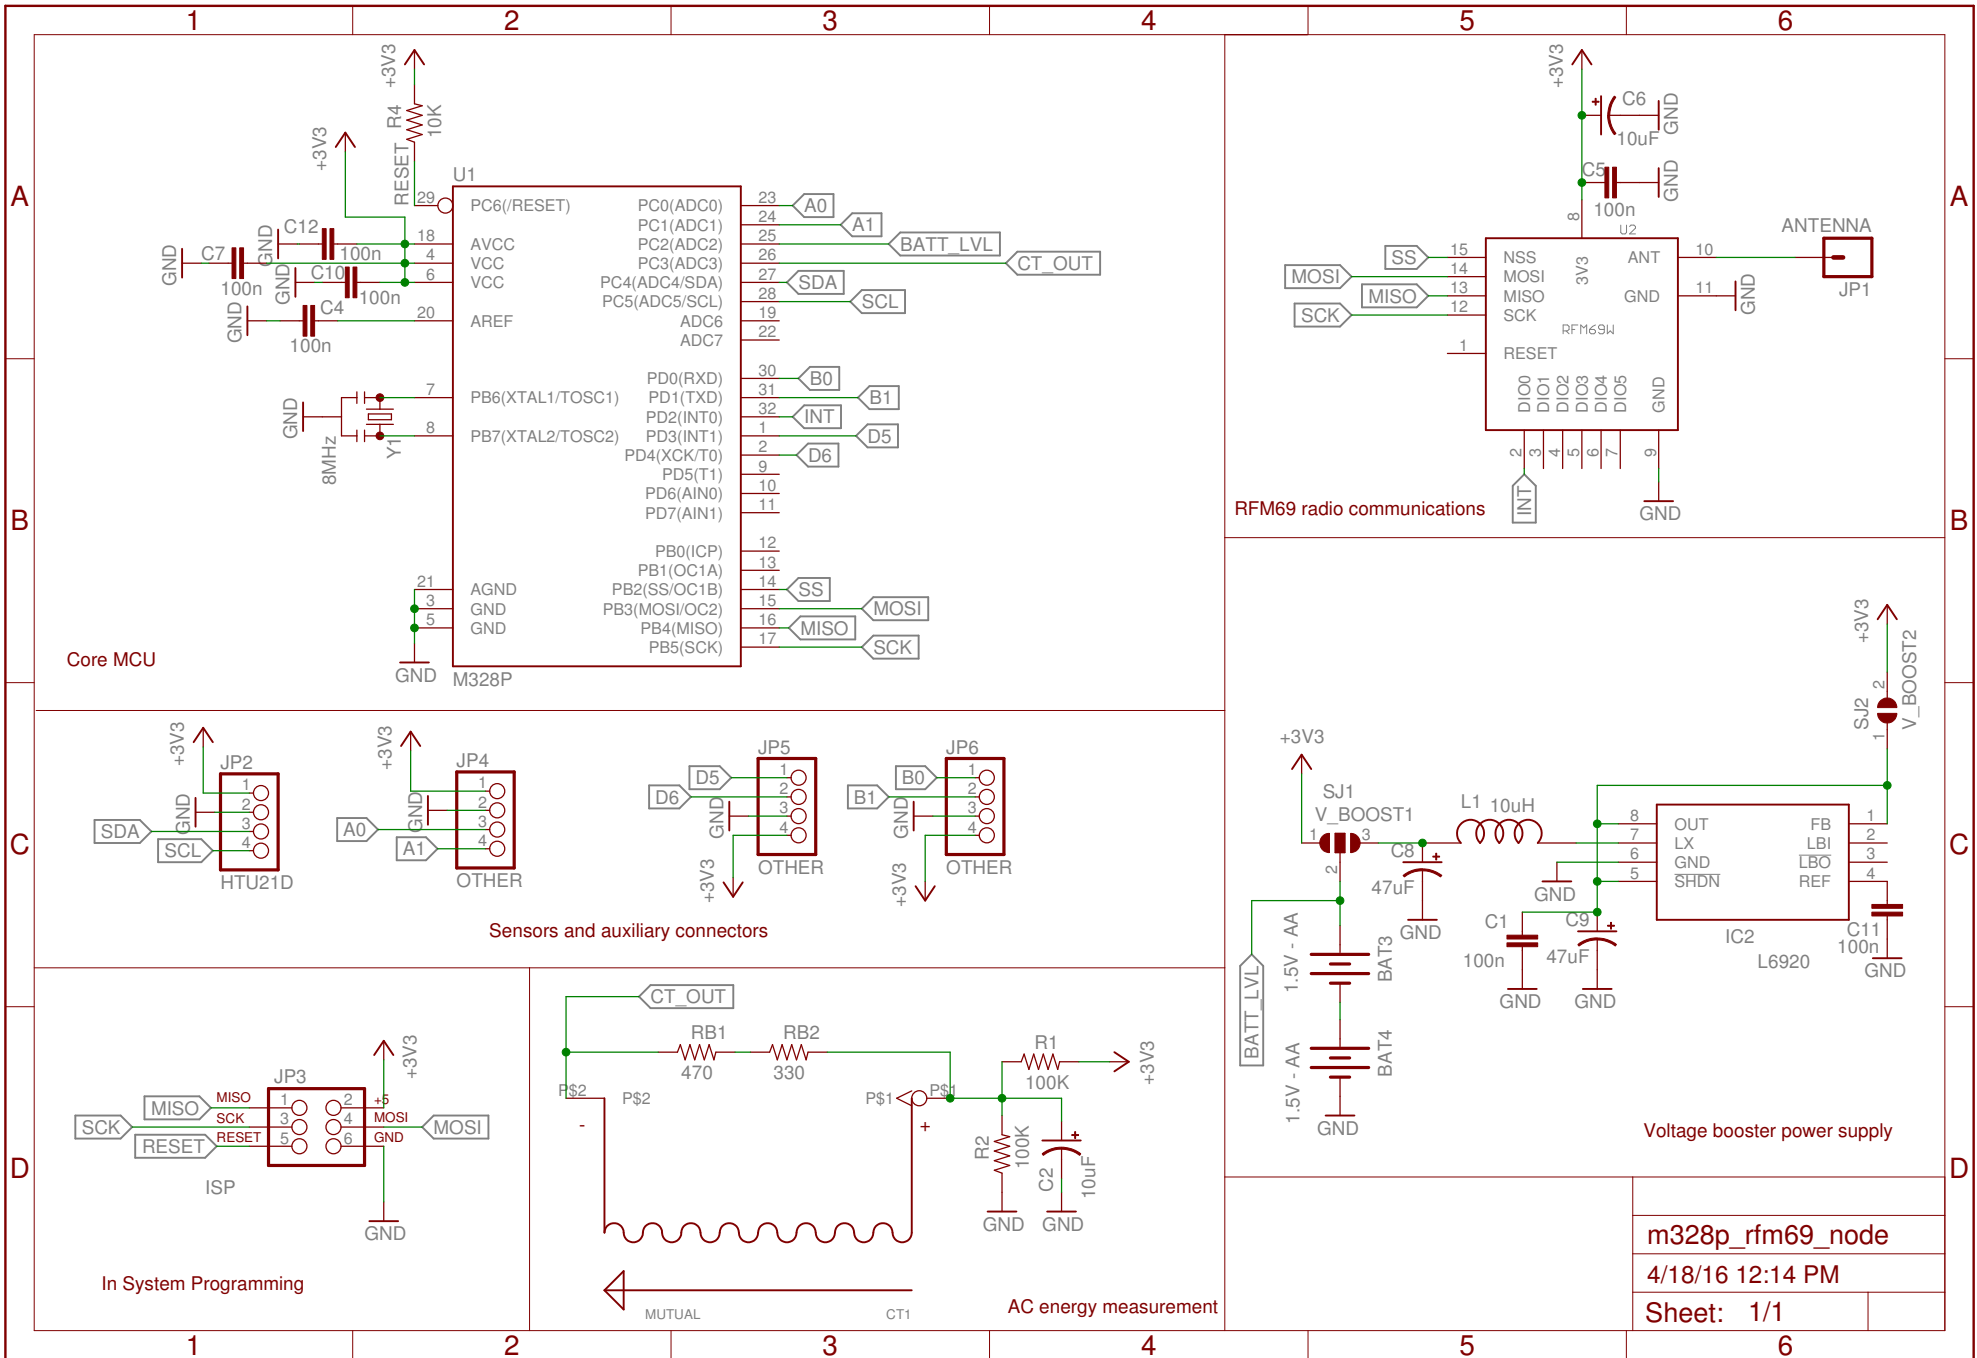 1 2 3 4 5 6
A
B
C
D
A
B
C
D
1 2 3 4 5 6
+3V3
R4
10K
RESET
+3V3
U1
GND
C7
100n
GND
C12
100n
GND
C10
100n
GND
C4
100n
29 PC6(/RESET)
18 AVCC
4 VCC
6 VCC
20 AREF
7 PB6(XTAL1/TOSC1)
8 PB7(XTAL2/TOSC2)
21 AGND
3 GND
5 GND
GND
8MHz
Y1
GND
M328P
PC0(ADC0) 23 A0
PC1(ADC1) 24 A1
PC2(ADC2) 25 BATT_LVL
PC3(ADC3) 26 CT_OUT
PC4(ADC4/SDA) 27 SDA
PC5(ADC5/SCL) 28 SCL
ADC6 19
ADC7 22
PD0(RXD) 30 B0
PD1(TXD) 31 B1
PD2(INT0) 32 INT
PD3(INT1) 1 D5
PD4(XCK/T0) 2 D6
PD5(T1) 9
PD6(AIN0) 10
PD7(AIN1) 11
PB0(ICP) 12
PB1(OC1A) 13
PB2(SS/OC1B) 14 SS
PB3(MOSI/OC2) 15 MOSI
PB4(MISO) 16 MISO
PB5(SCK) 17 SCK
Core MCU
+3V3
C6
10uF
GND
C5
100n
GND
8
U2
3V3
SS 15 NSS
MOSI 14 MOSI
MISO 13 MISO
SCK 12 SCK
1 RESET
RFM69W
ANT 10
GND 11
GND
ANTENNA
JP1
DIO0 DIO1 DIO2 DIO3 DIO4 DIO5 GND
2 3 4 5 6 7 9
INT
GND
RFM69 radio communications
+3V3
JP2
GND
SDA
SCL
1
2
3
4
HTU21D
+3V3
JP4
GND
A0
A1
1
2
3
4
OTHER
JP5
D5
D6
GND
+3V3
1
2
3
4
OTHER
JP6
B0
B1
GND
+3V3
1
2
3
4
OTHER
Sensors and auxiliary connectors
+3V3
SJ1
V_BOOST1
1 3
2
C8
47uF
GND
L1 10uH
+3V3
SJ2
V_BOOST2
2
1
8 OUT
7 LX
6 GND
5 SHDN
FB 1
LBI 2
LBO 3
REF 4
IC2
L6920
GND
C1
100n
GND
C9
47uF
GND
C11
100n
GND
BATT_LVL
1.5V - AA
BAT3
1.5V - AA
BAT4
GND
Voltage booster power supply
JP3
+3V3
MISO MISO 1 2 +5
SCK SCK 3 4 MOSI MOSI
RESET RESET 5 6 GND
ISP
GND
In System Programming
CT_OUT
RB1
470
RB2
330
P$2 P$2
P$1 P$1
- +
R1
100K
+3V3
R2
100K
C2
10uF
GND GND
MUTUAL CT1
AC energy measurement
m328p_rfm69_node
4/18/16 12:14 PM
Sheet: 1/1